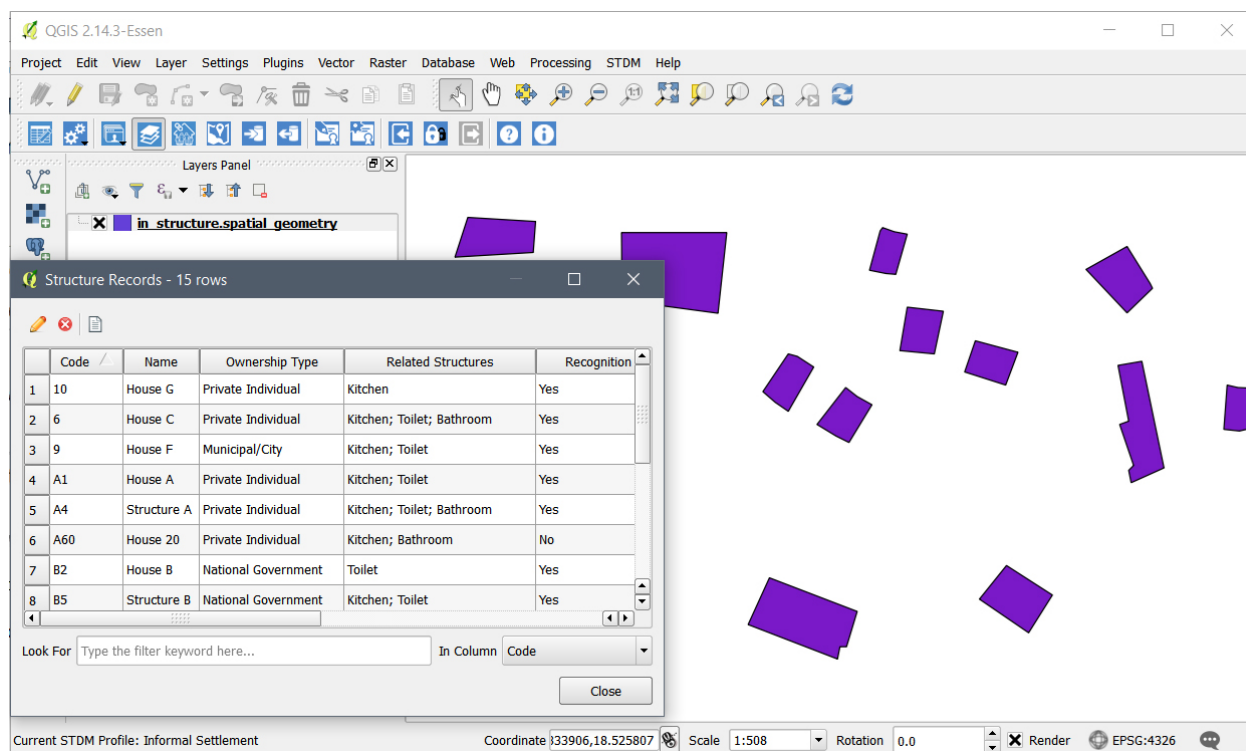 QGIS 2.14.3-Essen
Project Edit View Layer Settings Plugins Vector Raster Database Web Processing STDM Help
Layers Panel
in_structure.spatial_geometry
Structure Records - 15 rows
Code Name Ownership Type Related Structures Recognition
1 10 House G Private Individual Kitchen Yes
2 6 House C Private Individual Kitchen; Toilet; Bathroom Yes
3 9 House F Municipal/City Kitchen; Toilet Yes
4 A1 House A Private Individual Kitchen; Toilet Yes
5 A4 Structure A Private Individual Kitchen; Toilet; Bathroom Yes
6 A60 House 20 Private Individual Kitchen; Bathroom No
7 B2 House B National Government Toilet Yes
8 B5 Structure B National Government Kitchen; Toilet Yes
Look For Type the filter keyword here... In Column Code
Close
Current STDM Profile: Informal Settlement Coordinate 33906,18.525807 Scale 1:508 Rotation 0.0 Render EPSG:4326